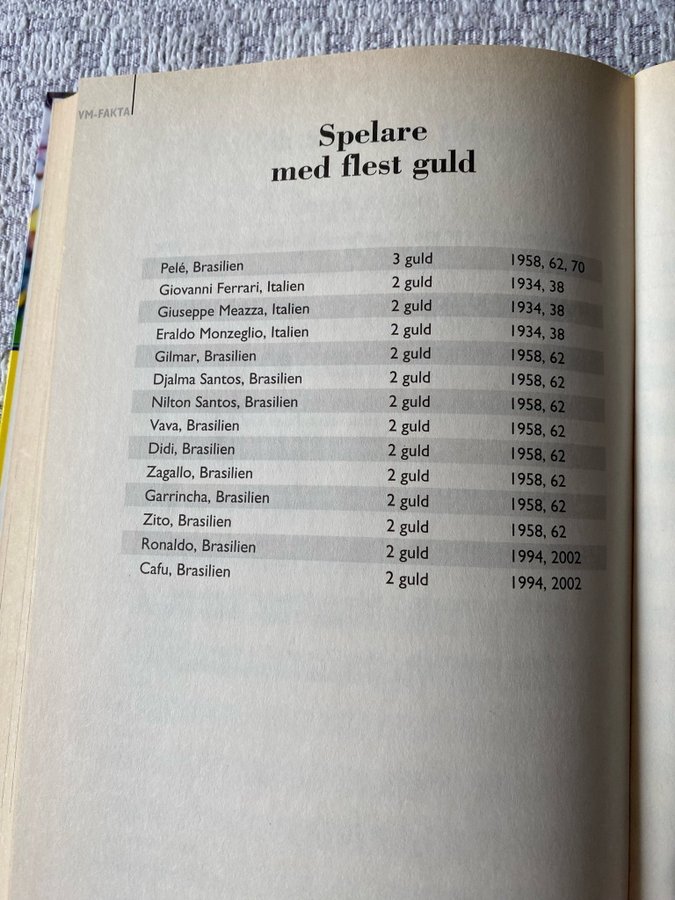 VM-FAKTA
Spelare
med flest guld
Pelé, Brasilien 3 guld 1958, 62, 70
Giovanni Ferrari, Italien 2 guld 1934, 38
Giuseppe Meazza, Italien 2 guld 1934, 38
Eraldo Monzeglio, Italien 2 guld 1934, 38
Gilmar, Brasilien 2 guld 1958, 62
Djalma Santos, Brasilien 2 guld 1958, 62
Nilton Santos, Brasilien 2 guld 1958, 62
Vava, Brasilien 2 guld 1958, 62
Didi, Brasilien 2 guld 1958, 62
Zagallo, Brasilien 2 guld 1958, 62
Garrincha, Brasilien 2 guld 1958, 62
Zito, Brasilien 2 guld 1958, 62
Ronaldo, Brasilien 2 guld 1994, 2002
Cafu, Brasilien 2 guld 1994, 2002